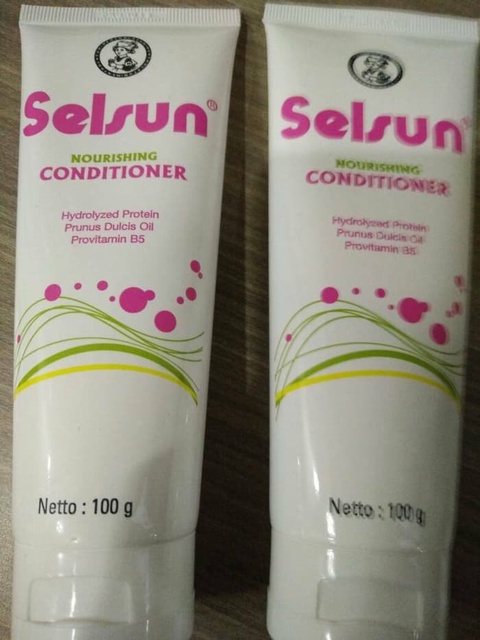 Selsun®
NOURISHING
CONDITIONER
Hydrolyzed Protein
Prunus Dulcis Oil
Provitamin B5
Netto : 100 g
Selsun
NOURISHING
CONDITIONER
Hydrolyzed Protein
Prunus Dulcis Oil
Provitamin B5
Netto : 100 g